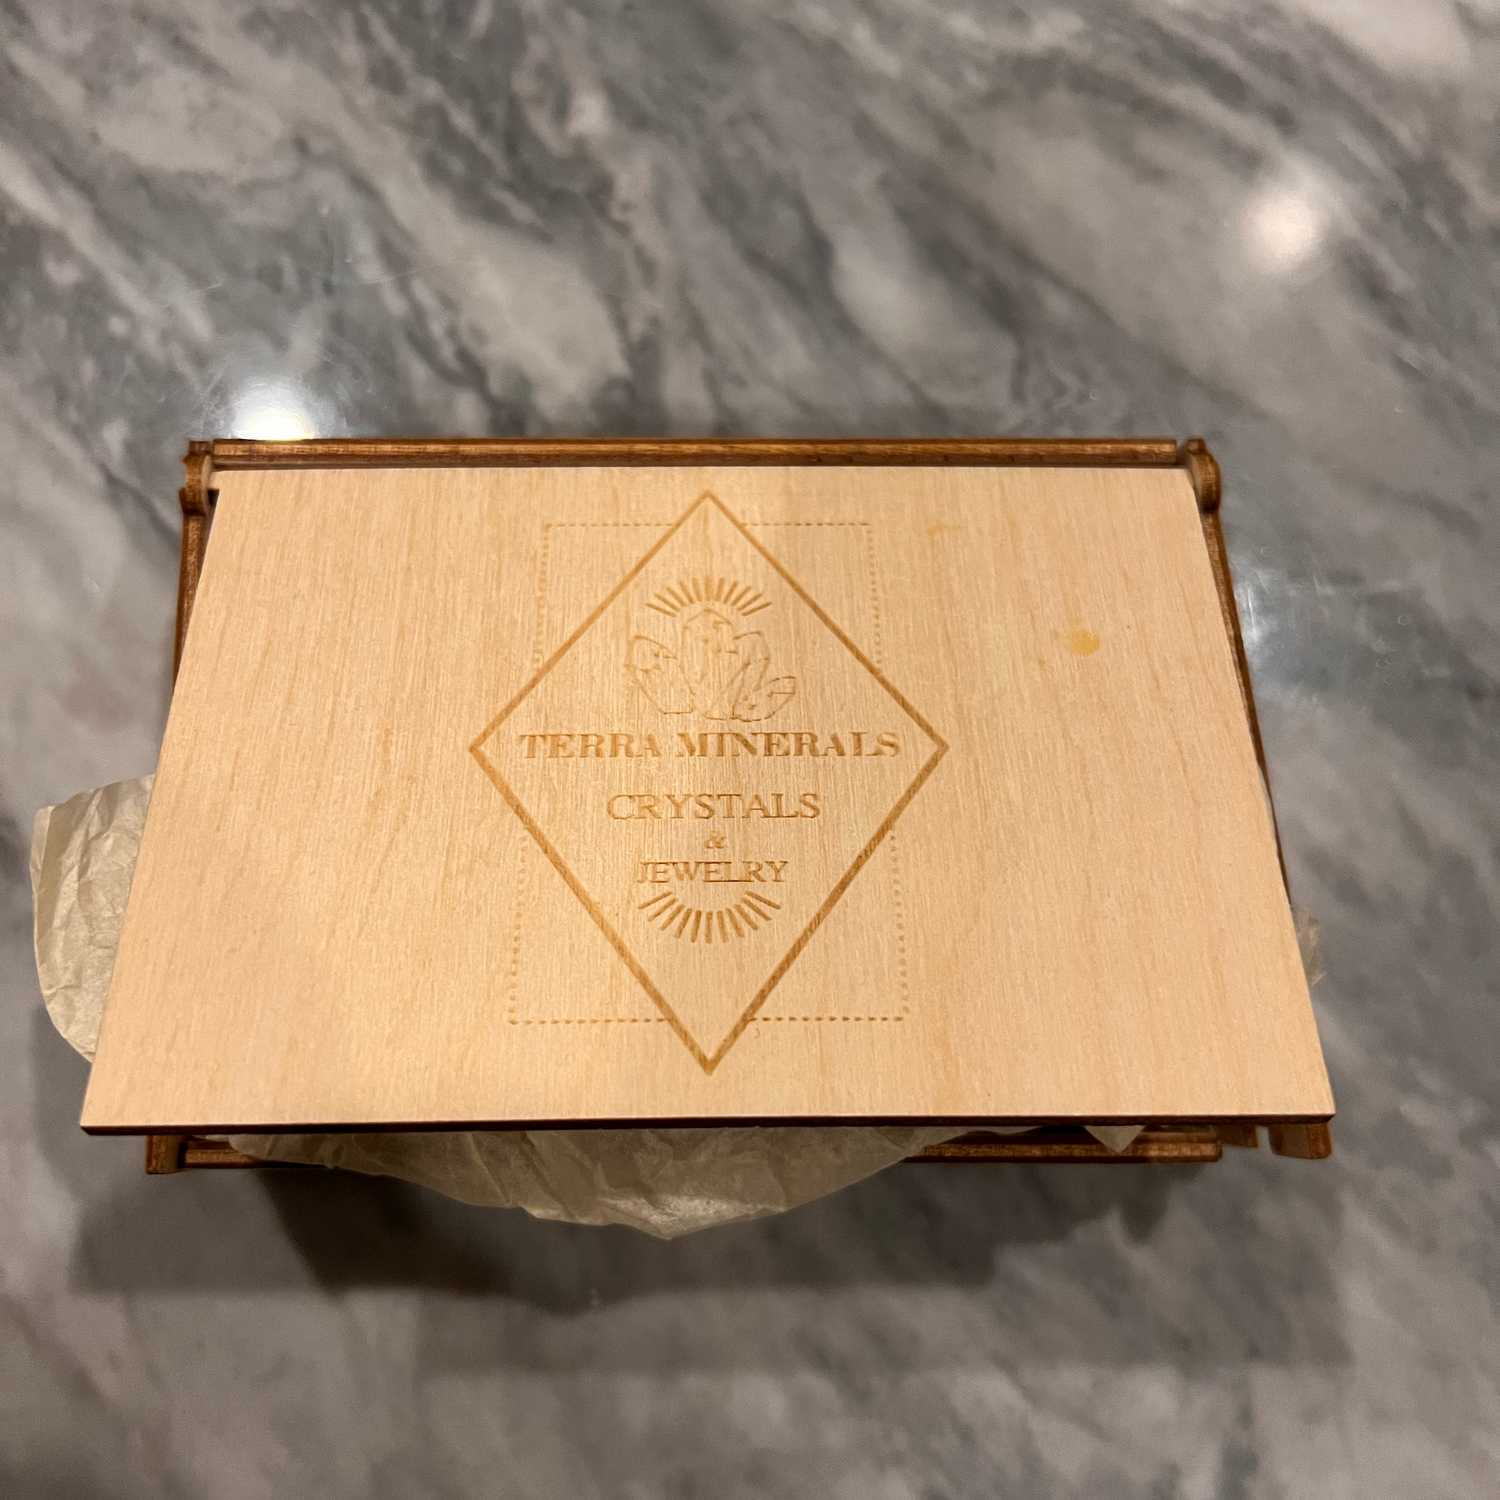 TERRA MINERALS
CRYSTALS
&
JEWELRY